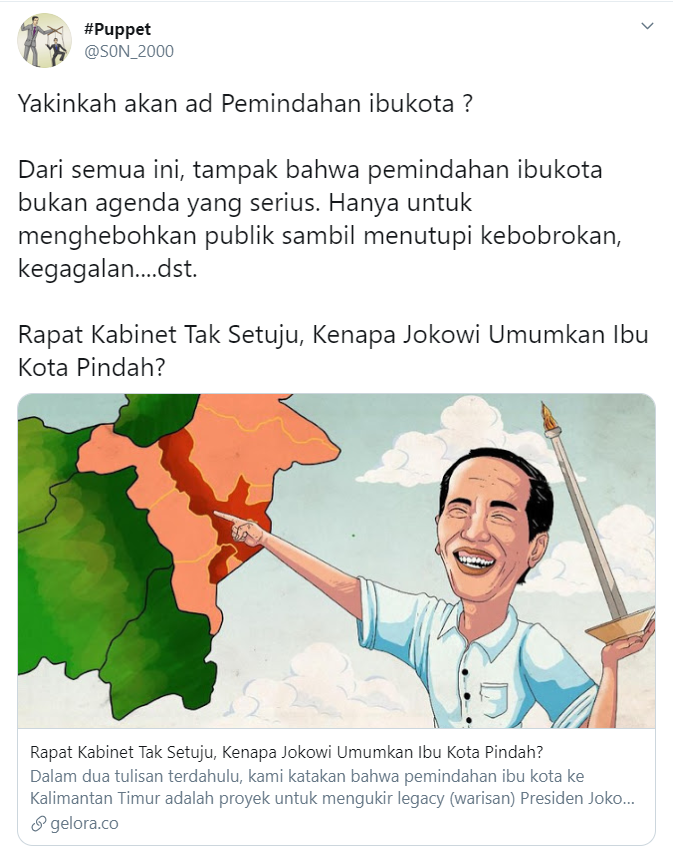 #Puppet
@S0N_2000
Yakinkah akan ad Pemindahan ibukota ?
Dari semua ini, tampak bahwa pemindahan ibukota
bukan agenda yang serius. Hanya untuk
menghebohkan publik sambil menutupi kebobrokan,
kegagalan....dst.
Rapat Kabinet Tak Setuju, Kenapa Jokowi Umumkan Ibu
Kota Pindah?
Rapat Kabinet Tak Setuju, Kenapa Jokowi Umumkan Ibu Kota Pindah?
Dalam dua tulisan terdahulu, kami katakan bahwa pemindahan ibu kota ke
Kalimantan Timur adalah proyek untuk mengukir legacy (warisan) Presiden Joko...
gelora.co